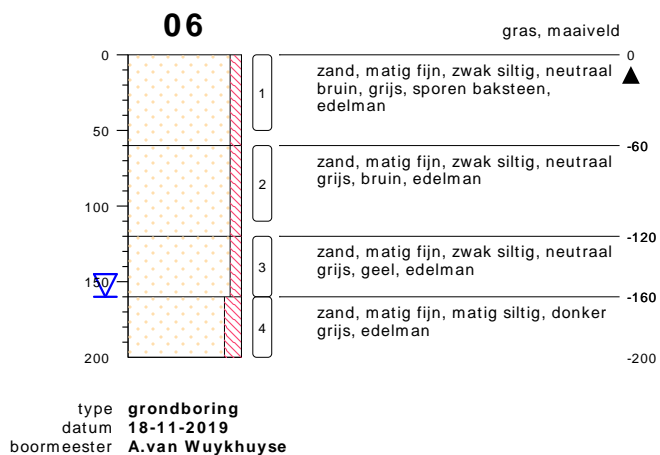 06
gras, maaiveld
0
0
1
zand, matig fijn, zwak siltig, neutraal
bruin, grijs, sporen baksteen,
edelman
50
-60
2
zand, matig fijn, zwak siltig, neutraal
grijs, bruin, edelman
100
-120
3
zand, matig fijn, zwak siltig, neutraal
grijs, geel, edelman
150
-160
4
zand, matig fijn, matig siltig, donker
grijs, edelman
200
-200
type grondboring
datum 18-11-2019
boormeester A.van Wuykhuyse